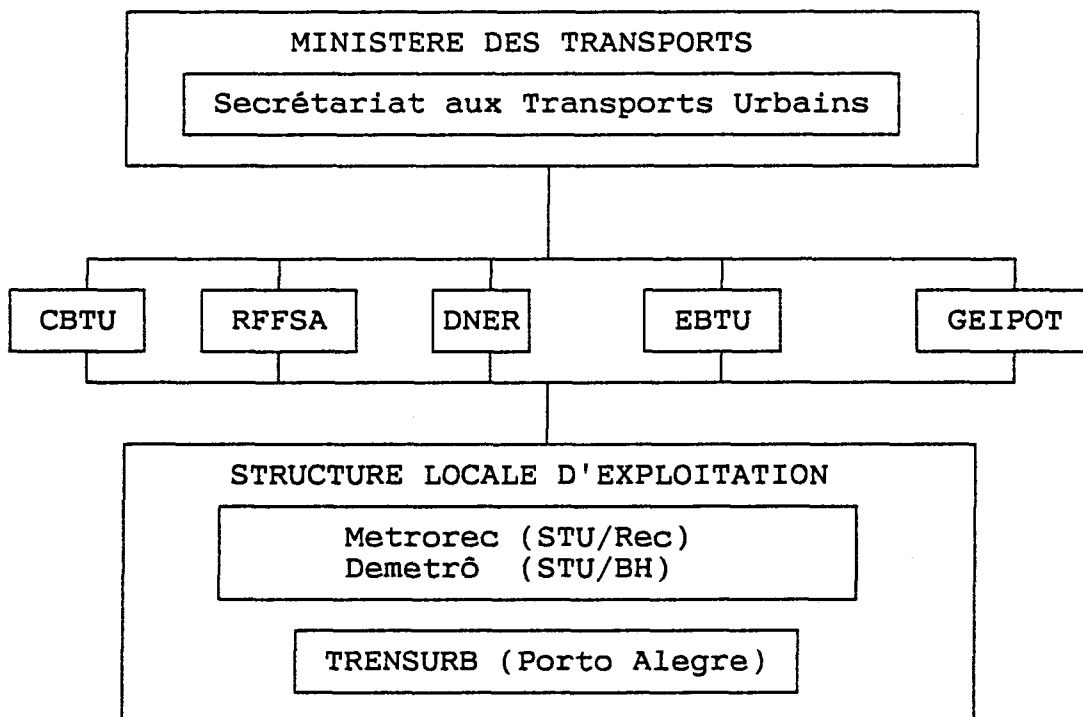 MINISTERE DES TRANSPORTS
Secrétariat aux Transports Urbains
CBTU RFFSA DNER EBTU GEIPOT
STRUCTURE LOCALE D'EXPLOITATION
Metrorec (STU/Rec)
Demetrô (STU/BH)
TRENSURB (Porto Alegre)